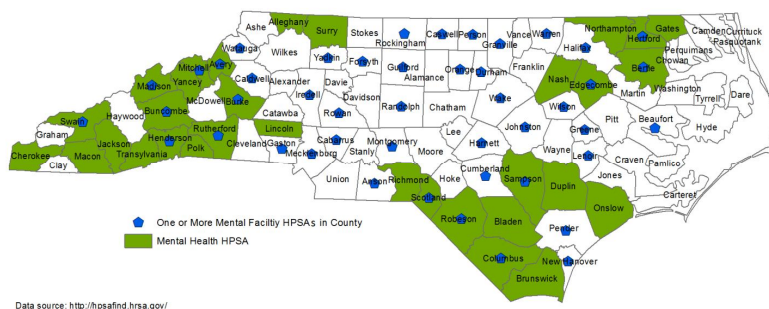 Ashe
Alleghany
Surry
Stokes
Rockingham
Caswell
Person
Granville
Vance
Warren
Northampton
Gates
Camden
Currituck
Pasquotank
Perquimans
Chowan
Hertford
Halifax
Bertie
Watauga
Wilkes
Yadkin
Forsyth
Guilford
Alamance
Orange
Durham
Franklin
Nash
Edgecombe
Martin
Washington
Tyrrell
Dare
Mitchell
Avery
Caldwell
Alexander
Davie
Iredell
Davidson
Randolph
Chatham
Wake
Wilson
Pitt
Beaufort
Hyde
Madison
Yancey
McDowell
Burke
Catawba
Rowan
Swain
Haywood
Buncombe
Rutherford
Lincoln
Cabarrus
Montgomery
Lee
Harnett
Johnston
Greene
Graham
Jackson
Henderson
Polk
Cleveland
Gaston
Mecklenburg
Stanly
Moore
Wayne
Lenoir
Craven
Pamlico
Cherokee
Clay
Macon
Transylvania
Union
Anson
Richmond
Hoke
Cumberland
Sampson
Duplin
Jones
Carteret
Scotland
Robeson
Bladen
Onslow
Pender
Columbus
New Hanover
Brunswick
One or More Mental Faciltiy HPSAs in County
Mental Health HPSA
Data source: http://hpsafind.hrsa.gov/